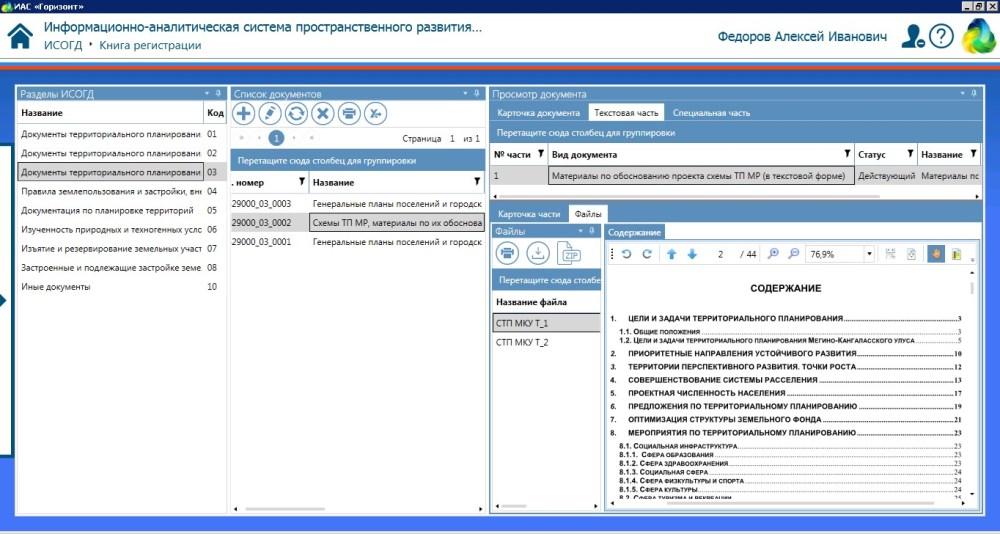 ИАС «Горизонт»
Информационно-аналитическая система пространственного развития...
ИСОГД • Книга регистрации
Федоров Алексей Иванович
Разделы ИСОГД
Название Код
Документы территориального планировани 01
Документы территориального планировани 02
Документы территориального планировани 03
Правила землепользования и застройки, вне 04
Документация по планировке территорий 05
Изученность природных и техногенных усло 06
Изъятие и резервирование земельных участ 07
Застроенные и подлежащие застройке земе 08
Иные документы 10
Список документов
1 Страница 1 из 1
Перетащите сюда столбец для группировки
. номер Название
29000_03_0003 Генеральные планы поселений и городск
29000_03_0002 Схемы ТП МР, материалы по их обоснова
29000_03_0001 Генеральные планы поселений и городск
Просмотр документа
Карточка документа Текстовая часть Специальная часть
Перетащите сюда столбец для группировки
№ части Вид документа Статус Название
1 Материалы по обоснованию проекта схемы ТП МР (в текстовой форме) Действующий Материалы пс
Карточка части Файлы
Файлы
ZIP
Перетащите сюда столбе
Название файла
СТП МКУ Т_1
СТП МКУ Т_2
Содержание
2 / 44 76,9%
СОДЕРЖАНИЕ
1. ЦЕЛИ И ЗАДАЧИ ТЕРРИТОРИАЛЬНОГО ПЛАНИРОВАНИЯ 3
1.1. Общие положения 3
1.2. Цели и задачи территориального планирования Мегино-Кангаласского улуса 5
2. ПРИОРИТЕТНЫЕ НАПРАВЛЕНИЯ УСТОЙЧИВОГО РАЗВИТИЯ 10
3. ТЕРРИТОРИИ ПЕРСПЕКТИВНОГО РАЗВИТИЯ. ТОЧКИ РОСТА 12
4. СОВЕРШЕНСТВОВАНИЕ СИСТЕМЫ РАССЕЛЕНИЯ 13
5. ПРОЕКТНАЯ ЧИСЛЕННОСТЬ НАСЕЛЕНИЯ 17
6. ПРЕДЛОЖЕНИЯ ПО ТЕРРИТОРИАЛЬНОМУ ПЛАНИРОВАНИЮ 19
7. ОПТИМИЗАЦИЯ СТРУКТУРЫ ЗЕМЕЛЬНОГО ФОНДА 21
8. МЕРОПРИЯТИЯ ПО ТЕРРИТОРИАЛЬНОМУ ПЛАНИРОВАНИЮ 23
8.1. Социальная инфраструктура 23
8.1.1. Сфера образования 23
8.1.2. Сфера здравоохранения 23
8.1.3. Социальная сфера 24
8.1.4. Сфера физкультуры и спорта 24
8.1.5. Сфера культуры 24
8.2. Сфера туризма и рекреации 25